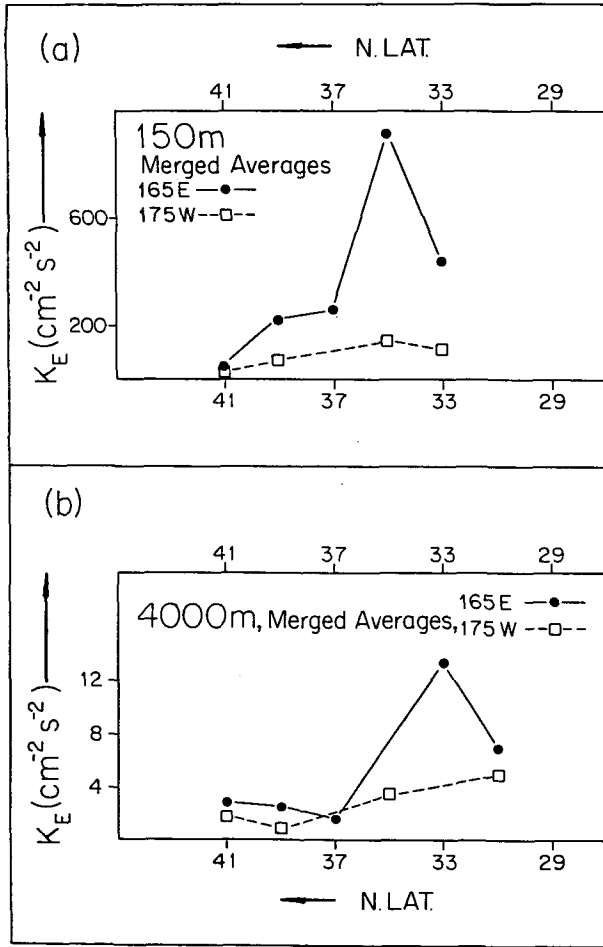 (a)
N. LAT.
41 37 33 29
150m
Merged Averages
165E
175W
600
200
K_E (cm⁻² s⁻²)
41 37 33 29
(b)
41 37 33 29
4000m, Merged Averages, 165E
175W
12
8
4
K_E (cm⁻² s⁻²)
41 37 33 29
N. LAT.